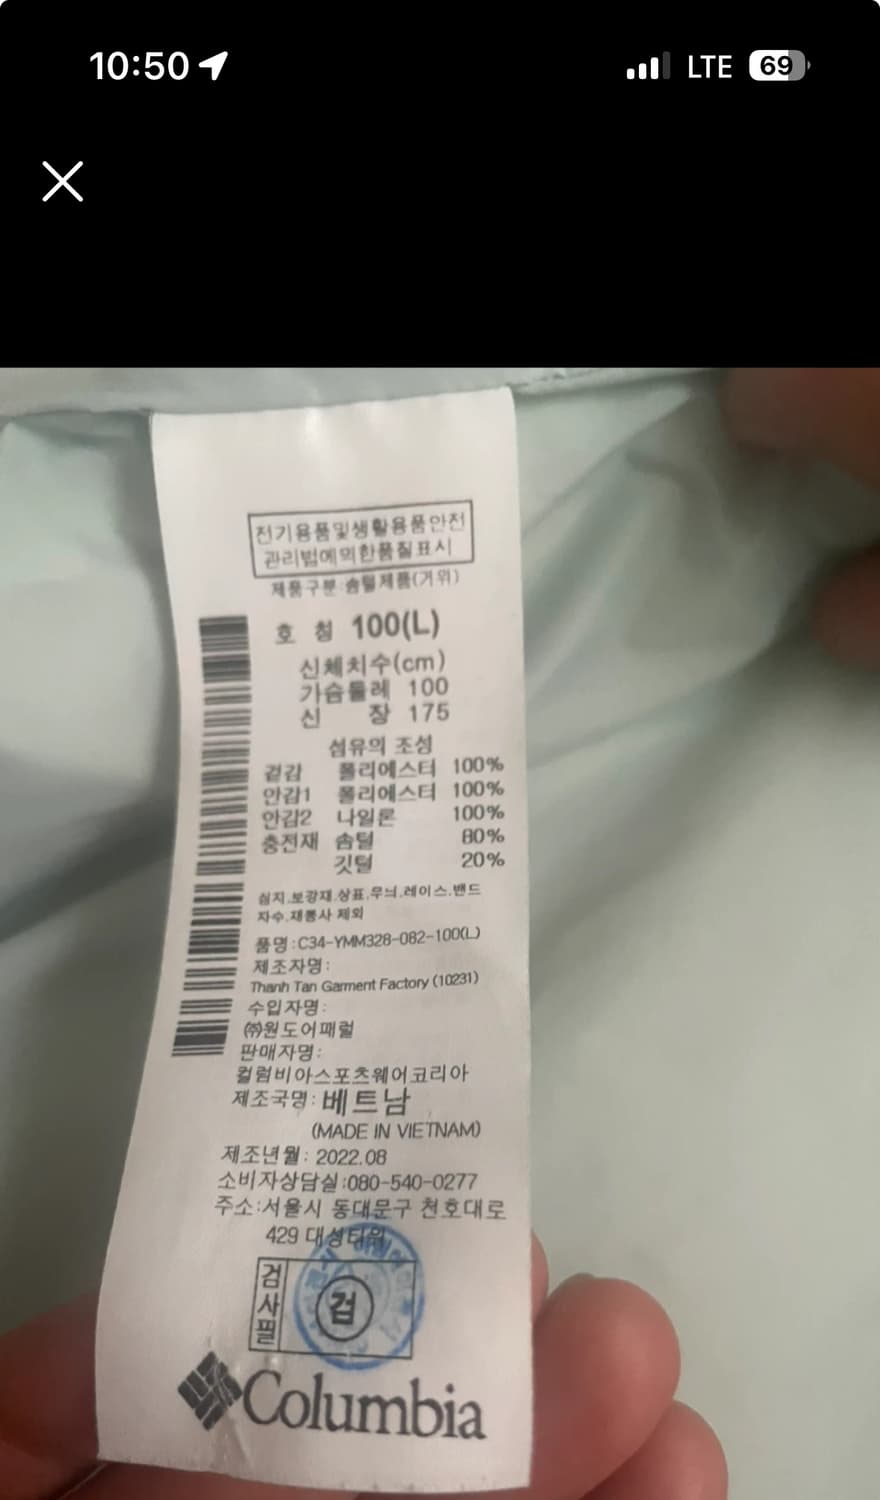 10:50 LTE 69
전기용품및생활용품안전
관리법에의한품질표시
제품구분:솜털제품(거위)
호 칭 100(L)
신체치수(cm)
가슴둘레 100
신 장 175
섬유의 조성
겉감 폴리에스터 100%
안감1 폴리에스터 100%
안감2 나일론 100%
충전재 솜털 80%
깃털 20%
심지.보강재.상표.무늬.레이스.밴드
자수.재봉사 제외
품명:C34-YMM328-082-100(L)
제조자명:
Thanh Tan Garment Factory (10231)
수입자명:
㈜원도어패럴
판매자명:
컬럼비아스포츠웨어코리아
제조국명:베트남
(MADE IN VIETNAM)
제조년월: 2022.08
소비자상담실:080-540-0277
주소:서울시 동대문구 천호대로
429 대성타워
검사필 검
Columbia